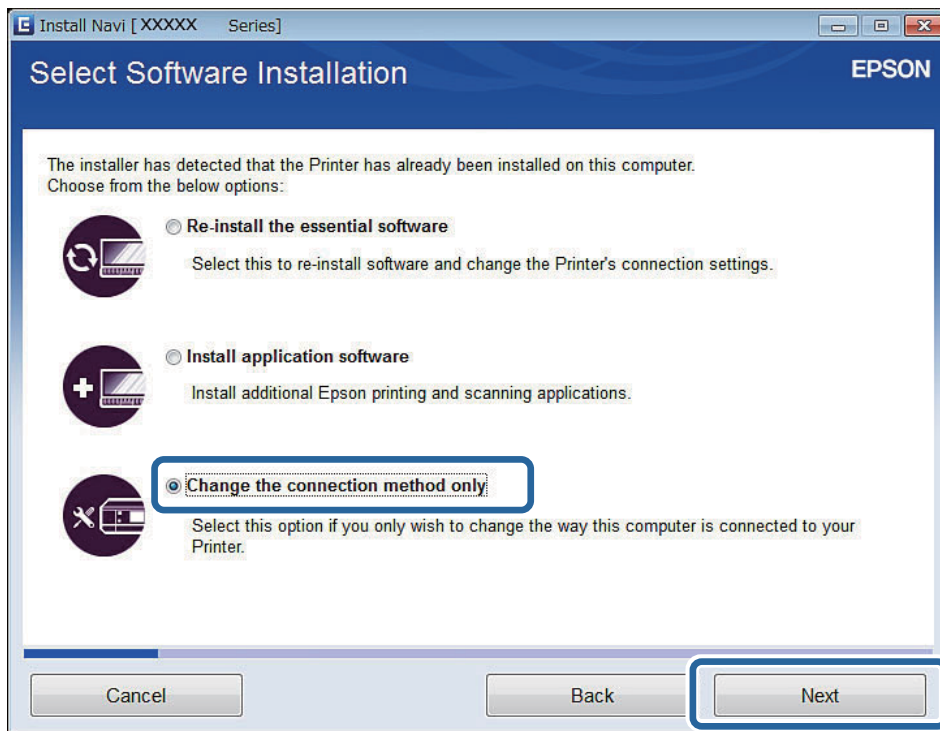 Install Navi [ XXXXX Series]
Select Software Installation
EPSON
The installer has detected that the Printer has already been installed on this computer.
Choose from the below options:
Re-install the essential software
Select this to re-install software and change the Printer's connection settings.
Install application software
Install additional Epson printing and scanning applications.
Change the connection method only
Select this option if you only wish to change the way this computer is connected to your
Printer.
Cancel
Back
Next